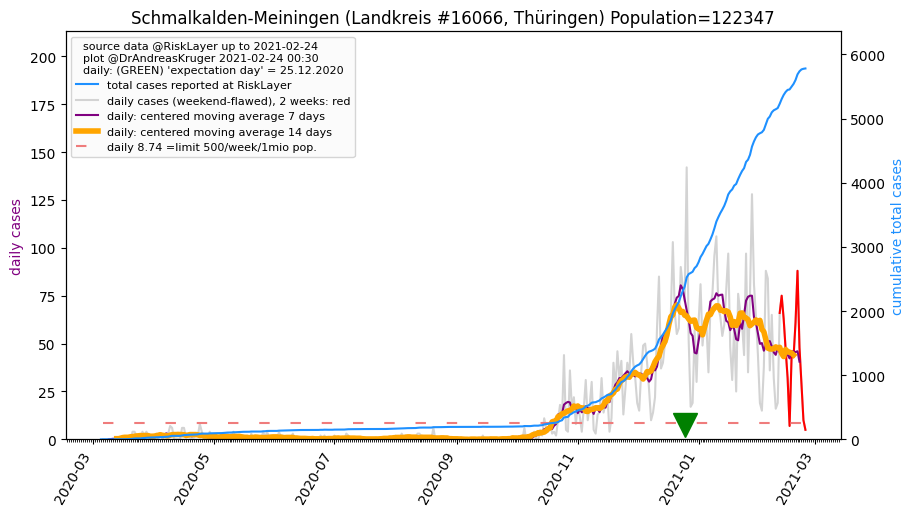 Schmalkalden-Meiningen (Landkreis #16066, Thüringen) Population=122347
source data @RiskLayer up to 2021-02-24
plot @DrAndreasKruger 2021-02-24 00:30
daily: (GREEN) 'expectation day' = 25.12.2020
total cases reported at RiskLayer
daily cases (weekend-flawed), 2 weeks: red
daily: centered moving average 7 days
daily: centered moving average 14 days
daily 8.74 =limit 500/week/1mio pop.
daily cases
200
175
150
125
100
75
50
25
0
cumulative total cases
6000
5000
4000
3000
2000
1000
0
2020-03
2020-05
2020-07
2020-09
2020-11
2021-01
2021-03